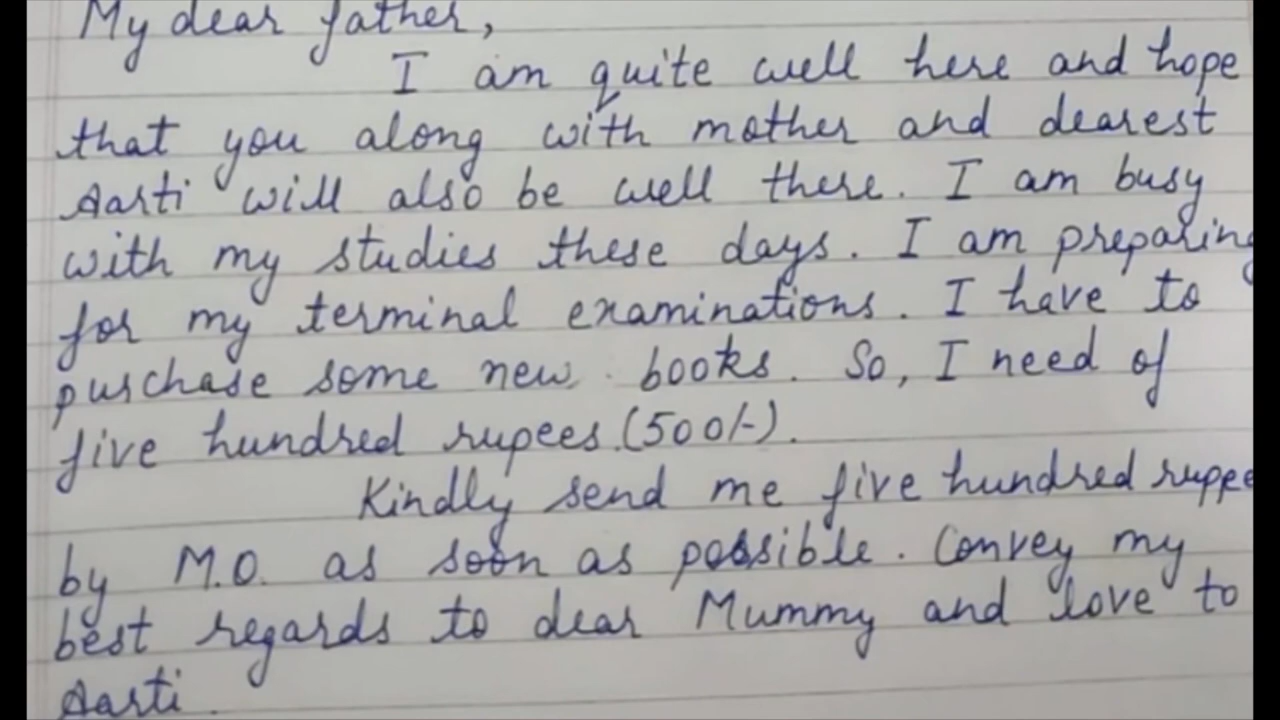 My dear father,
I am quite well here and hope
that you along with mother and dearest
Aarti will also be well there. I am busy
with my studies these days. I am preparing
for my terminal examinations. I have to
purchase some new books. So, I need of
five hundred rupees.(500/-).
Kindly send me five hundred ruppe
by M.O. as soon as possible. Convey my
best regards to dear Mummy and love to
Aarti.